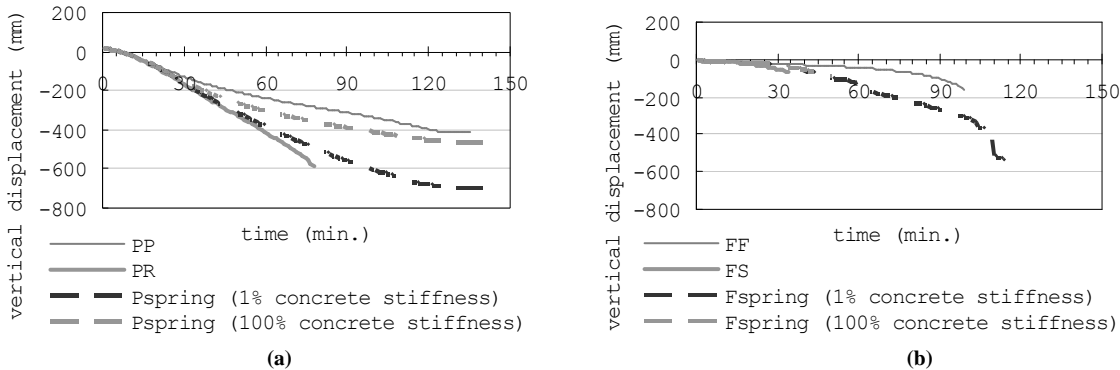 vertical displacement (mm)
200
0
-200
-400
-600
-800
0 30 60 90 120 150
time (min.)
PP
PR
Pspring (1% concrete stiffness)
Pspring (100% concrete stiffness)
(a)
vertical displacement (mm)
200
0
-200
-400
-600
-800
0 30 60 90 120 150
time (min.)
FF
FS
Fspring (1% concrete stiffness)
Fspring (100% concrete stiffness)
(b)